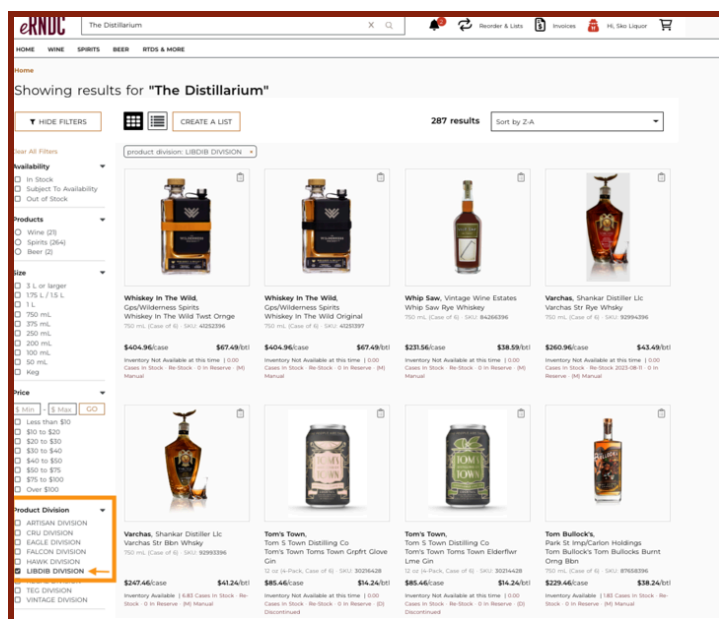 eRNDC
The Distillarium
X
2
Reorder & Lists
Invoices
Hi, Sko Liquor
HOME WINE SPIRITS BEER RTDS & MORE
Home
Showing results for "The Distillarium"
HIDE FILTERS
CREATE A LIST
287 results
Sort by Z-A
Clear All Filters
product division: LIBDIB DIVISION
Availability
In Stock
Subject To Availability
Out of Stock
Products
Wine (21)
Spirits (264)
Beer (2)
Size
3 L or larger
1.75 L / 1.5 L
1 L
750 mL
375 mL
250 mL
200 mL
100 mL
50 mL
Keg
Price
$ Min - $ Max GO
Less than $10
$10 to $20
$20 to $30
$30 to $40
$40 to $50
$50 to $75
$75 to $100
Over $100
Product Division
ARTISAN DIVISION
CRU DIVISION
EAGLE DIVISION
FALCON DIVISION
HAWK DIVISION
LIBDIB DIVISION
TEG DIVISION
VINTAGE DIVISION
Whiskey In The Wild,
Gps/Wilderness Spirits
Whiskey In The Wild Twst Ornge
750 mL (Case of 6) · SKU: 41252396
$404.96/case $67.49/btl
Inventory Not Available at this time | 0.00
Cases In Stock · Re-Stock · 0 In Reserve · (M)
Manual
Whiskey In The Wild,
Gps/Wilderness Spirits
Whiskey In The Wild Original
750 mL (Case of 6) · SKU: 41251397
$404.96/case $67.49/btl
Inventory Not Available at this time | 0.00
Cases In Stock · Re-Stock · 0 In Reserve · (M)
Manual
Whip Saw, Vintage Wine Estates
Whip Saw Rye Whiskey
750 mL (Case of 6) · SKU: 84266396
$231.56/case $38.59/btl
Inventory Not Available at this time | 0.00
Cases In Stock · Re-Stock · 0 In Reserve · (M)
Manual
Varchas, Shankar Distiller Llc
Varchas Str Rye Whsky
750 mL (Case of 6) · SKU: 92994396
$260.96/case $43.49/btl
Inventory Not Available at this time | 0.00
Cases In Stock · Re-Stock 2023-08-11 · 0 In
Reserve · (M) Manual
Varchas, Shankar Distiller Llc
Varchas Str Bbn Whsky
750 mL (Case of 6) · SKU: 92993396
$247.46/case $41.24/btl
Inventory Available | 6.83 Cases In Stock · Re-
Stock · 0 In Reserve · (M) Manual
TOM'S
TOWN
Tom's Town,
Tom S Town Distilling Co
Tom's Town Toms Town Grpfrt Glove
Gin
12 oz (4-Pack, Case of 6) · SKU: 30216428
$85.46/case $14.24/btl
Inventory Not Available at this time | 0.00
Cases In Stock · Re-Stock · 0 In Reserve · (D)
Discontinued
TOM'S
TOWN
Tom's Town,
Tom S Town Distilling Co
Tom's Town Toms Town Elderflwr
Lme Gin
12 oz (4-Pack, Case of 6) · SKU: 30214428
$85.46/case $14.24/btl
Inventory Not Available at this time | 0.00
Cases In Stock · Re-Stock · 0 In Reserve · (D)
Discontinued
Tom Bullock's,
Park St Imp/Carlon Holdings
Tom Bullock's Tom Bullocks Burnt
Orng Bbn
750 mL (Case of 6) · SKU: 87658396
$229.46/case $38.24/btl
Inventory Available | 1.85 Cases In Stock · Re-
Stock · 0 In Reserve · (M) Manual